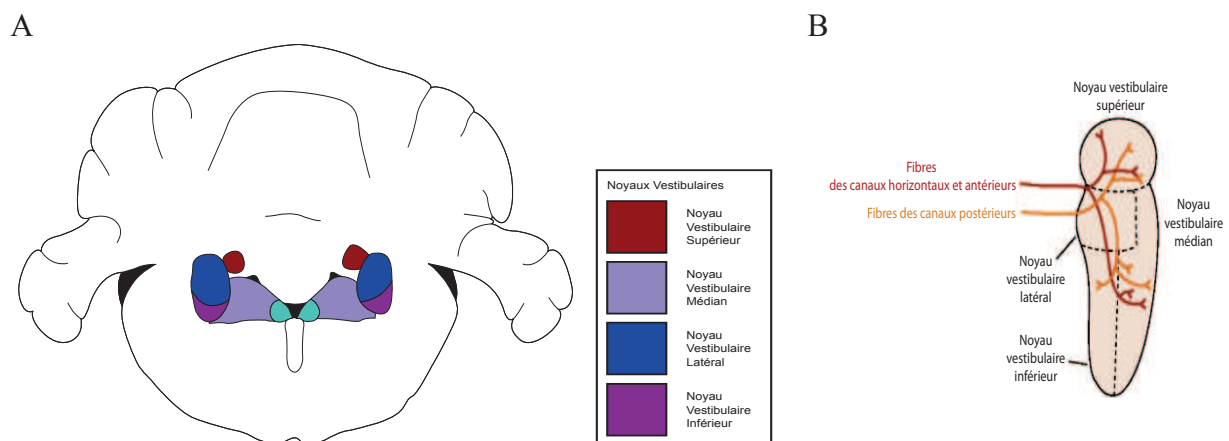 A
Noyaux Vestibulaires
Noyau
Vestibulaire
Supérieur
Noyau
Vestibulaire
Médian
Noyau
Vestibulaire
Latéral
Noyau
Vestibulaire
Inférieur
B
Noyau vestibulaire
supérieur
Fibres
des canaux horizontaux et antérieurs
Fibres des canaux postérieurs
Noyau
vestibulaire
médian
Noyau
vestibulaire
latéral
Noyau
vestibulaire
inférieur